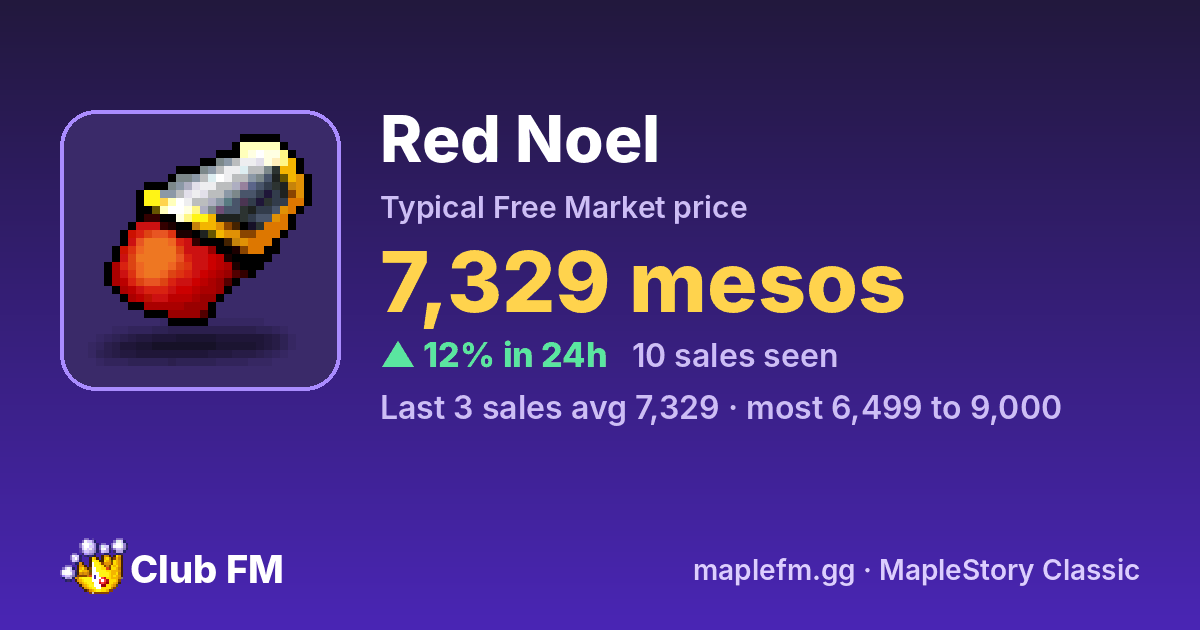 Red Noel
Typical Free Market price
7,329 mesos
▲ 12% in 24h 10 sales seen
Last 3 sales avg 7,329 · most 6,499 to 9,000
Club FM
maplefm.gg · MapleStory Classic